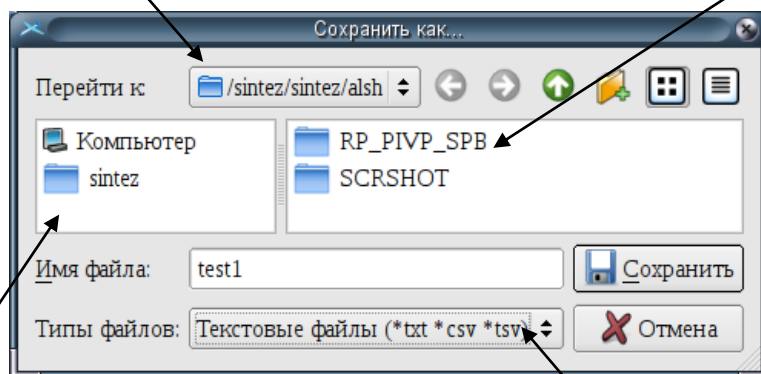 Сохранить как...
Перейти к:
/sintez/sintez/alsh
Компьютер
sintez
RP_PIVP_SPB
SCRSHOT
Имя файла:
test1
Сохранить
Типы файлов:
Текстовые файлы (*txt *csv *tsv)
Отмена